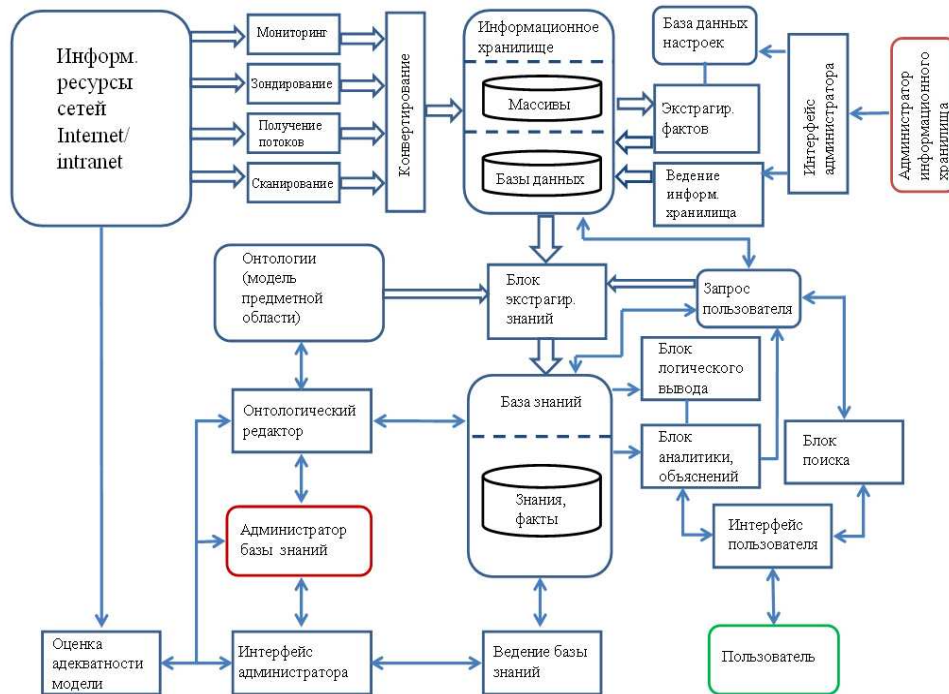 Информ.
ресурсы
сетей
Internet/
intranet
Мониторинг
Зондирование
Получение
потоков
Сканирование
Конвертирование
Информационное
хранилище
Массивы
Базы данных
База данных
настроек
Экстрагир.
фактов
Ведение
информ.
хранилища
Интерфейс
администратора
Администратор
информационного
хранилища
Онтологии
(модель
предметной
области)
Блок
экстрагир.
знаний
Запрос
пользователя
Онтологический
редактор
База знаний
Знания,
факты
Блок
логического
вывода
Блок
аналитики,
объяснений
Блок
поиска
Администратор
базы знаний
Интерфейс
пользователя
Оценка
адекватности
модели
Интерфейс
администратора
Ведение базы
знаний
Пользователь